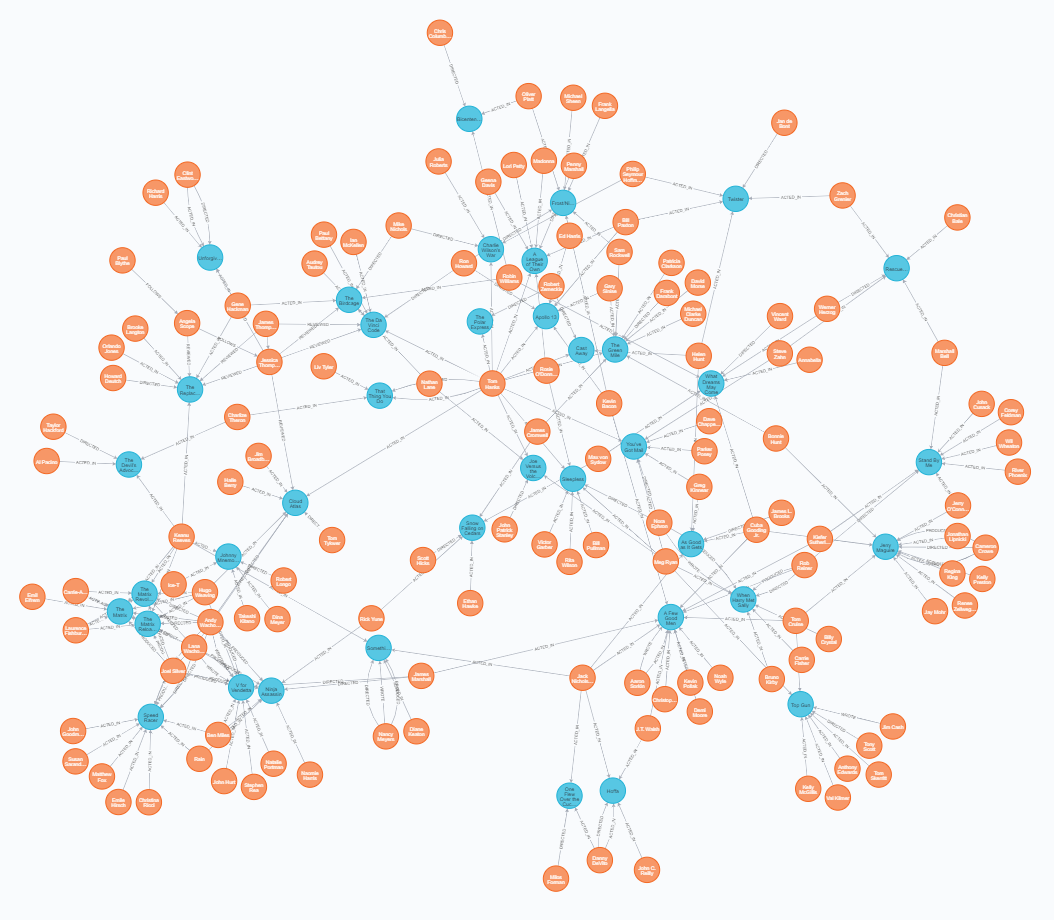 Chris
Columb...
Bicenten...
Oliver
Platt
Michael
Sheen
Frank
Langella
Jan de
Bont
Julia
Roberts
Geena
Davis
Lori Petty
Madonna
Penny
Marshall
Philip
Seymour
Hoffm...
Frost/Ni...
Twister
Zach
Grenier
Clint
Eastwo...
Richard
Harris
Christian
Bale
Mike
Nichols
Bill
Paxton
Ed Harris
Paul
Bettany
Ian
McKellen
Charlie
Wilson's
War
A
League
of Their
Own
Sam
Rockwell
Unforgiv...
Paul
Blythe
Audrey
Tautou
Ron
Howard
Robin
Williams
Robert
Zemeckis
Gary
Sinise
Patricia
Clarkson
David
Morse
Rescue...
Frank
Darabont
Michael
Clarke
Duncan
Gene
Hackman
The
Birdcage
The Da
Vinci
Code
The
Polar
Express
Apollo 13
Vincent
Ward
Werner
Herzog
Angela
Scope
James
Thomp...
Brooke
Langton
Orlando
Jones
Howard
Deutch
Jessica
Thomp...
The
Replac...
Cast
Away
The
Green
Mile
Helen
Hunt
Steve
Zahn
Annabella
Marshall
Bell
Liv Tyler
Nathan
Lane
Tom
Hanks
Rosie
O'Donn...
What
Dreams
May
Come
That
Thing You
Do
Kevin
Bacon
Charlize
Theron
Dave
Chappe...
John
Cusack
Corey
Feldman
Taylor
Hackford
James
Cromwell
Bonnie
Hunt
Wil
Wheaton
River
Phoenix
Stand By
Me
Al Pacino
The
Devil's
Advoc...
Jim
Broadb...
Halle
Berry
You've
Got Mail
Parker
Posey
Max von
Sydow
Joe
Versus
the
Volc...
Sleepless
Greg
Kinnear
Cloud
Atlas
Tom
Tykwer
Snow
Falling on
Cedars
John
Patrick
Stanley
Victor
Garber
Bill
Pullman
Rita
Wilson
Nora
Ephron
James L.
Brooks
Cuba
Gooding
Jr.
Kiefer
Sutherl...
Jerry
O'Conn...
Jonathan
Lipnicki
Cameron
Crowe
Jerry
Maguire
Regina
King
Kelly
Preston
Renee
Zellweg...
Jay Mohr
As Good
as It Gets
Meg Ryan
Rob
Reiner
Keanu
Reeves
Johnny
Mnemo...
Scott
Hicks
Ethan
Hawke
Emil
Eifrem
Carrie-A...
Laurence
Fishbur...
The
Matrix
The
Matrix
Revol...
The
Matrix
Reloa...
Ice-T
Hugo
Weaving
Andy
Wacho...
Lana
Wacho...
Takeshi
Kitano
Dina
Meyer
Robert
Longo
Rick Yune
When
Harry Met
Sally
A Few
Good
Men
Tom
Cruise
Billy
Crystal
Carrie
Fisher
Bruno
Kirby
Somethi...
Joel Silver
V for
Vendetta
Ninja
Assassin
James
Marshall
Jack
Nichols...
Aaron
Sorkin
Christop...
Kevin
Pollak
Noah
Wyle
Demi
Moore
J.T. Walsh
Top Gun
Jim Cash
Tony
Scott
Tom
Skerritt
Anthony
Edwards
Val Kilmer
Kelly
McGillis
Speed
Racer
John
Goodm...
Susan
Sarand...
Matthew
Fox
Emile
Hirsch
Christina
Ricci
Rain
Ben Miles
John Hurt
Stephen
Rea
Natalie
Portman
Naomie
Harris
Nancy
Meyers
Diane
Keaton
One
Flew
Over the
Cuc...
Hoffa
Danny
DeVito
John C.
Reilly
Milos
Forman
DIRECTED
ACTED_IN
REVIEWED
FOLLOWS
PRODUCED
WROTE